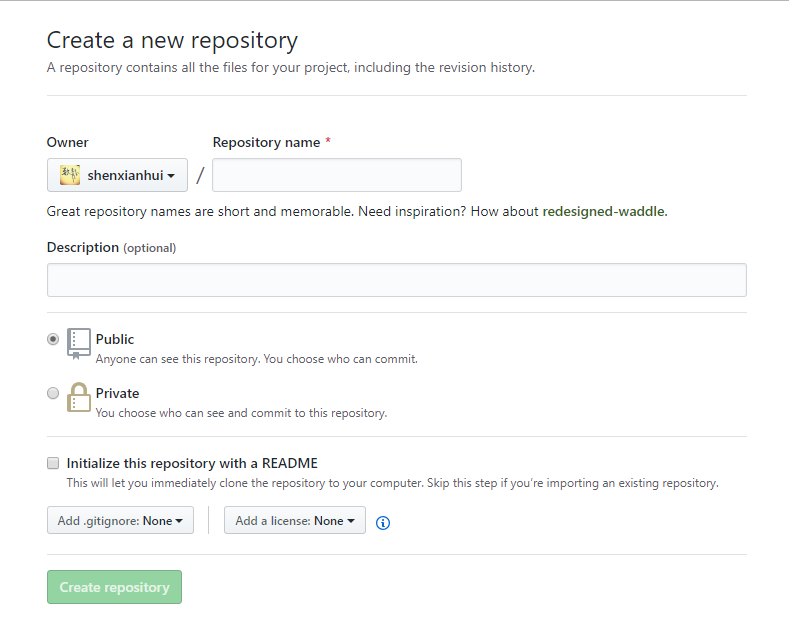 Create a new repository
A repository contains all the files for your project, including the revision history.
Owner
Repository name *
shenxianhui
/
Great repository names are short and memorable. Need inspiration? How about redesigned-waddle.
Description (optional)
Public
Anyone can see this repository. You choose who can commit.
Private
You choose who can see and commit to this repository.
Initialize this repository with a README
This will let you immediately clone the repository to your computer. Skip this step if you’re importing an existing repository.
Add .gitignore: None
Add a license: None
Create repository